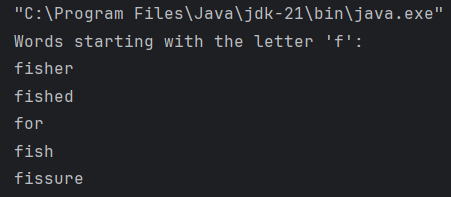 "C:\Program Files\Java\jdk-21\bin\java.exe"
Words starting with the letter 'f':
fisher
fished
for
fish
fissure